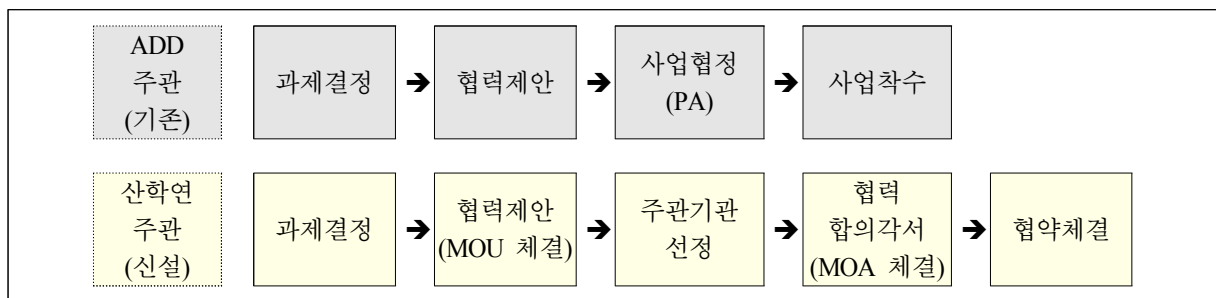 ADD
주관
(기존)
과제결정 ➔ 협력제안 ➔ 사업협정
(PA)
➔ 사업착수
산학연
주관
(신설)
과제결정 ➔ 협력제안
(MOU 체결)
➔ 주관기관
선정
➔ 협력
합의각서
(MOA 체결)
➔ 협약체결